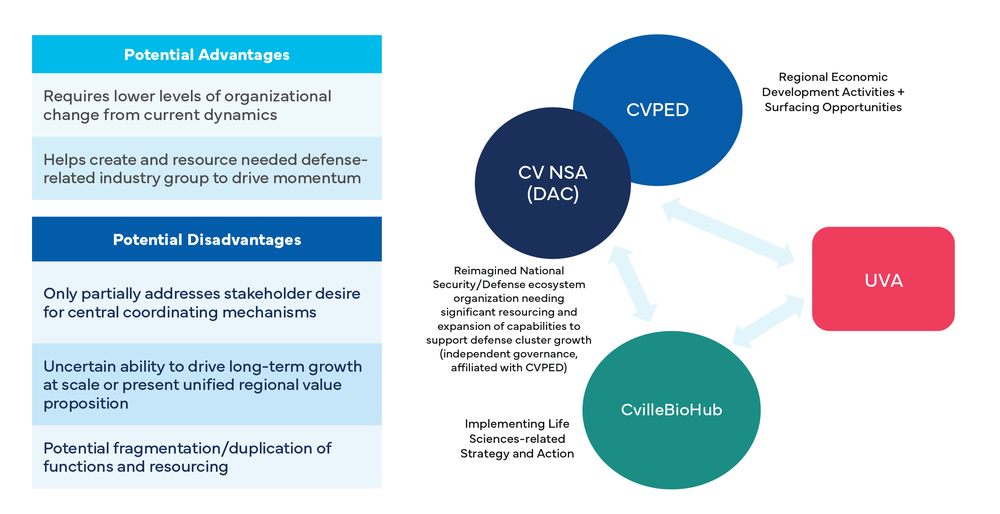 Potential Advantages
Requires lower levels of organizational
change from current dynamics
Helps create and resource needed defense-
related industry group to drive momentum
Potential Disadvantages
Only partially addresses stakeholder desire
for central coordinating mechanisms
Uncertain ability to drive long-term growth
at scale or present unified regional value
proposition
Potential fragmentation/duplication of
functions and resourcing
CVPED
Regional Economic
Development Activities +
Surfacing Opportunities
CV NSA
(DAC)
Reimagined National
Security/Defense ecosystem
organization needing
significant resourcing and
expansion of capabilities to
support defense cluster growth
(independent governance,
affiliated with CVPED)
UVA
CvilleBioHub
Implementing Life
Sciences-related
Strategy and Action